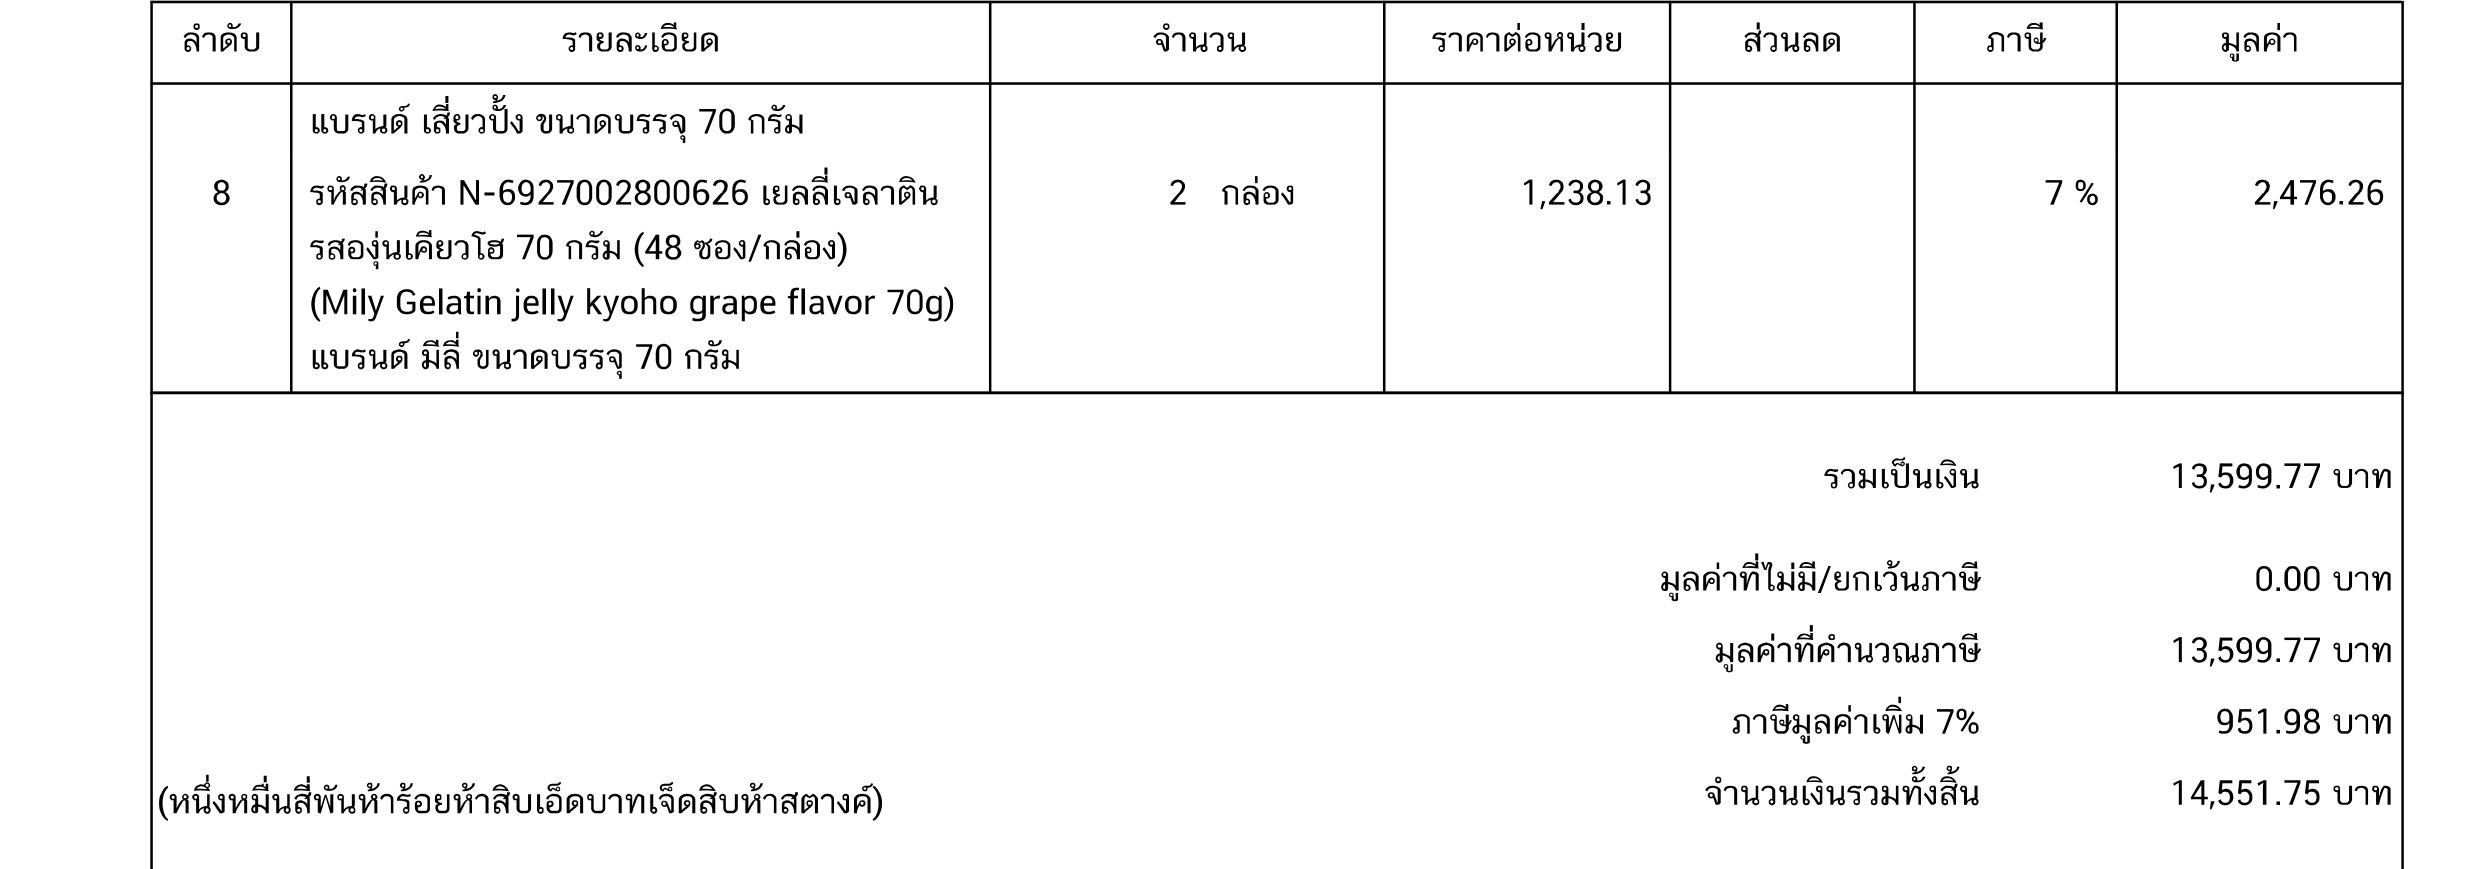 ลำดับ รายละเอียด จำนวน ราคาต่อหน่วย ส่วนลด ภาษี มูลค่า
แบรนด์ เสี่ยวปั้ง ขนาดบรรจุ 70 กรัม
8 รหัสสินค้า N-6927002800626 เยลลี่เจลาติน 2 กล่อง 1,238.13 7 % 2,476.26
รสองุ่นเคียวโฮ 70 กรัม (48 ซอง/กล่อง)
(Mily Gelatin jelly kyoho grape flavor 70g)
แบรนด์ มีลี่ ขนาดบรรจุ 70 กรัม
รวมเป็นเงิน 13,599.77 บาท
มูลค่าที่ไม่มี/ยกเว้นภาษี 0.00 บาท
มูลค่าที่คำนวณภาษี 13,599.77 บาท
ภาษีมูลค่าเพิ่ม 7% 951.98 บาท
(หนึ่งหมื่นสี่พันห้าร้อยห้าสิบเอ็ดบาทเจ็ดสิบห้าสตางค์) จำนวนเงินรวมทั้งสิ้น 14,551.75 บาท